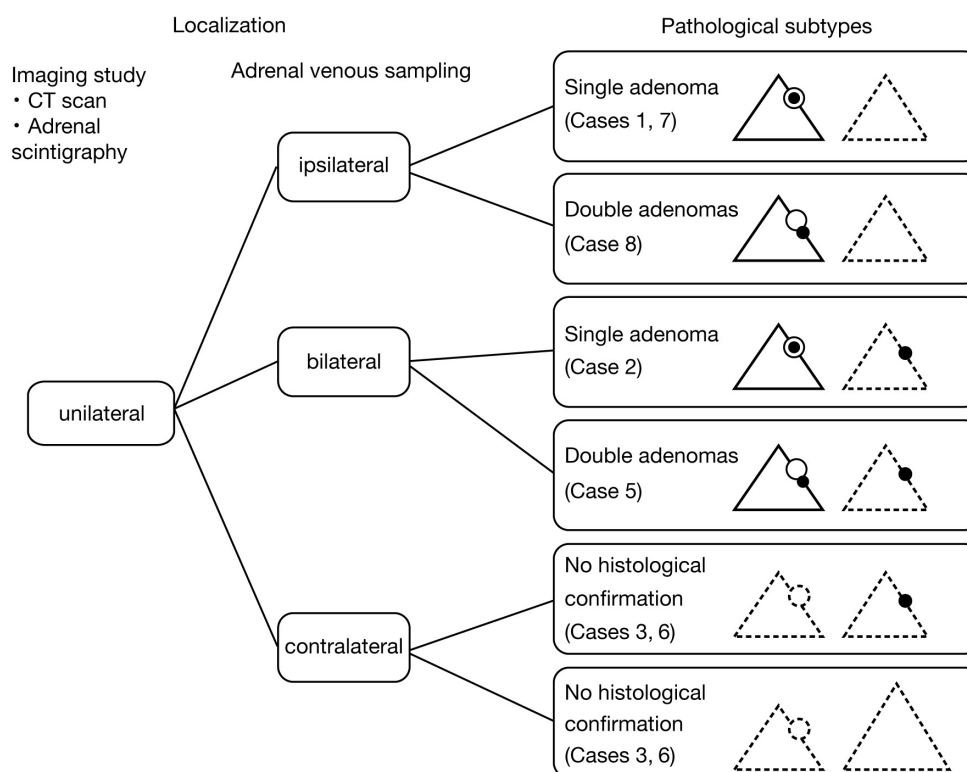 Localization
Pathological subtypes
Imaging study
・CT scan
・Adrenal
scintigraphy
Adrenal venous sampling
unilateral
ipsilateral
bilateral
contralateral
Single adenoma
(Cases 1, 7)
Double adenomas
(Case 8)
Single adenoma
(Case 2)
Double adenomas
(Case 5)
No histological
confirmation
(Cases 3, 6)
No histological
confirmation
(Cases 3, 6)